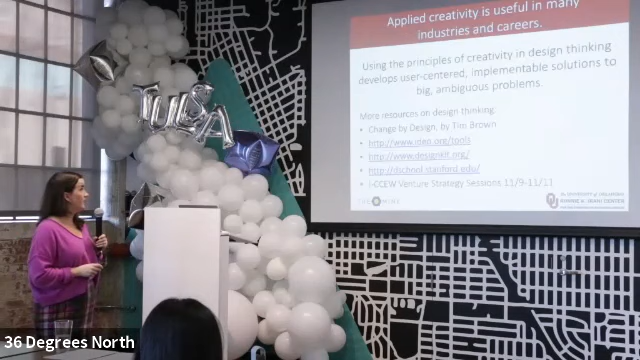 Applied creativity is useful in many
industries and careers.
Using the principles of creativity in design thinking
develops user-centered, implementable solutions to
big, ambiguous problems.
More resources on design thinking:
• Change by Design, by Tim Brown
• http://www.ideo.org/tools
• http://www.designkit.org/
• http://dschool.stanford.edu/
• I-CCEW Venture Strategy Sessions 11/9-11/11
TULSA
36 Degrees North